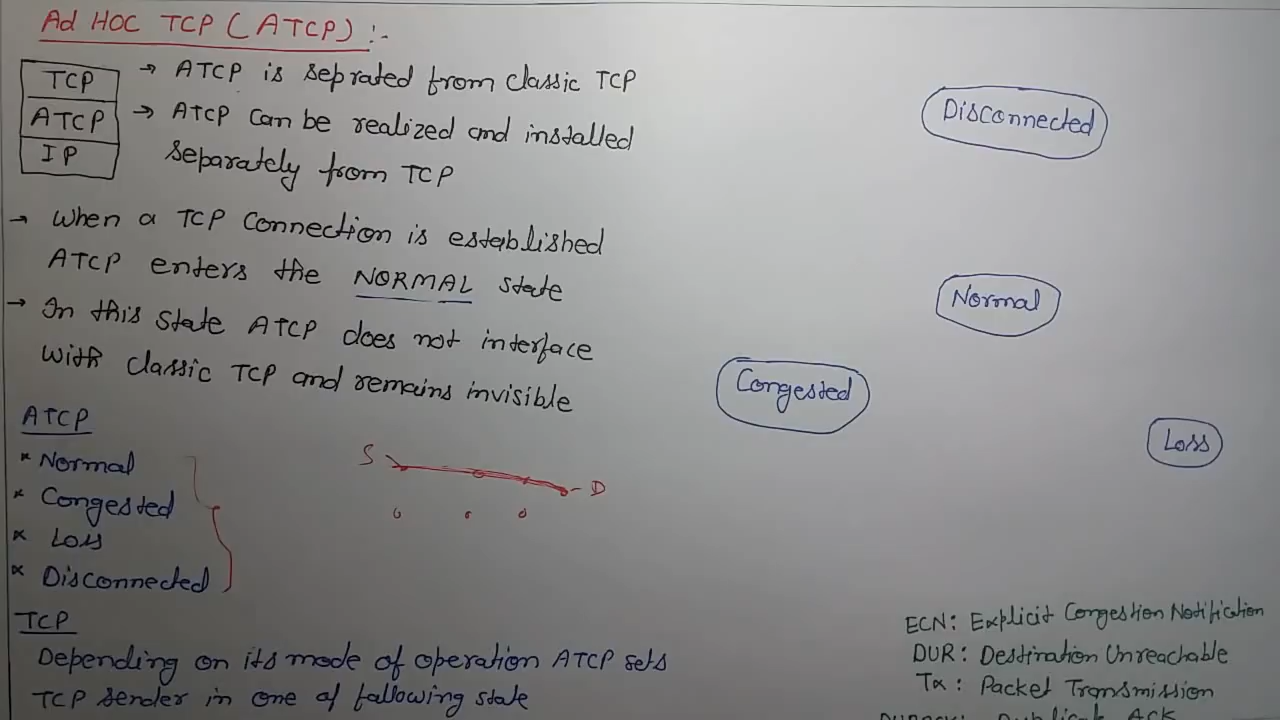 Ad HOC TCP (ATCP) :-
TCP
ATCP
IP
→ ATCP is seprated from classic TCP
→ ATCP can be realized and installed
separately from TCP
→ When a TCP Connection is established
ATCP enters the NORMAL state
→ In this state ATCP does not interface
with classic TCP and remains invisible
ATCP
* Normal
* Congested
* Loss
* Disconnected
S
D
TCP
Depending on its mode of operation ATCP sets
TCP sender in one of following state
Disconnected
Normal
Congested
Loss
ECN: Explicit Congestion Notification
DUR: Destination Unreachable
Tx: Packet Transmission
ACK